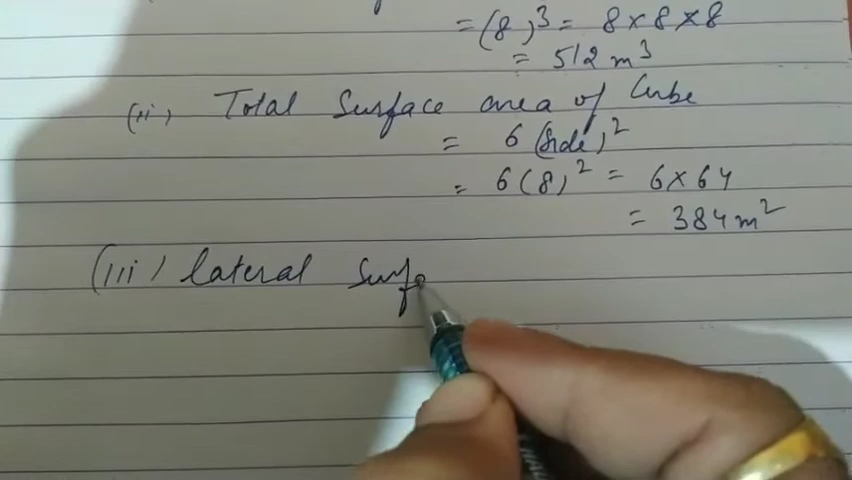 = (8)³ = 8×8×8
= 512 m³
(ii) Total Surface area of Cube
= 6 (Side)²
= 6(8)² = 6×64
= 384 m²
(iii) lateral Surfa